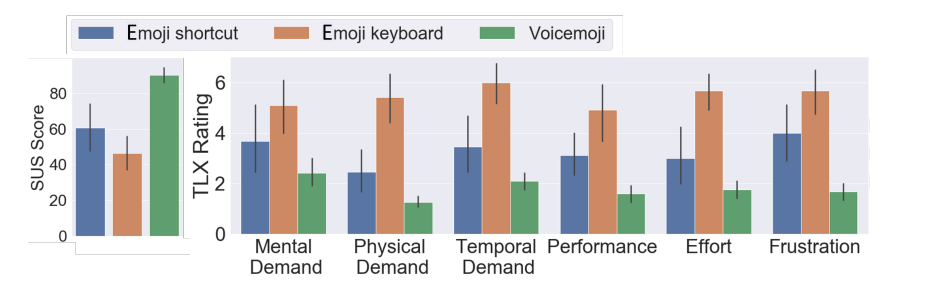 Emoji shortcut
Emoji keyboard
Voicemoji
SUS Score
80
60
40
20
0
TLX Rating
6
4
2
0
Mental
Demand
Physical
Demand
Temporal
Demand
Performance
Effort
Frustration